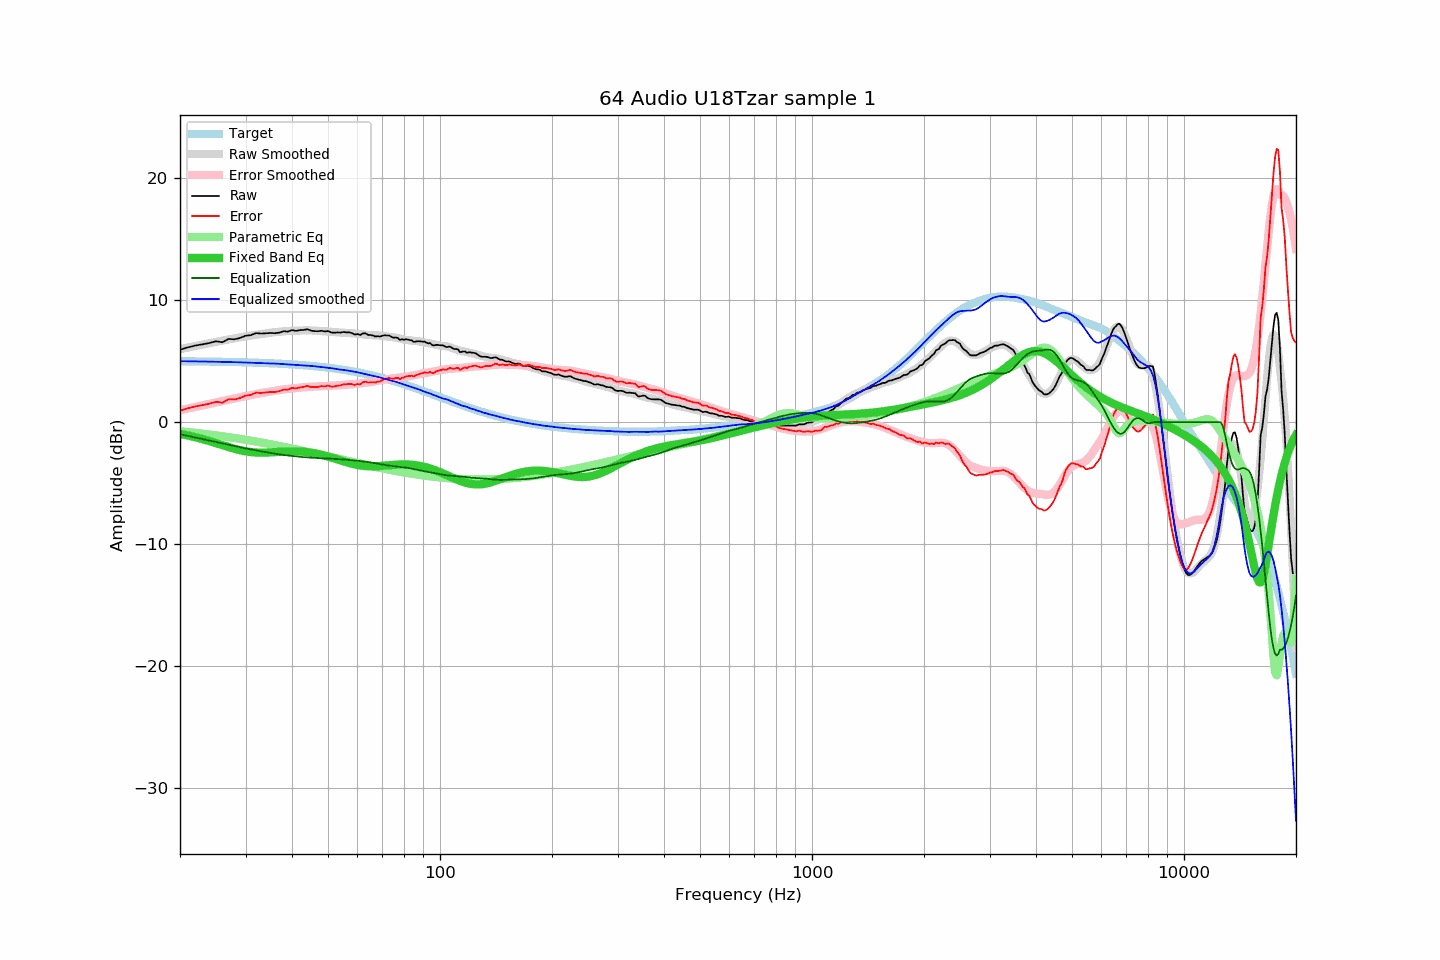 64 Audio U18Tzar sample 1
Target
Raw Smoothed
Error Smoothed
Raw
Error
Parametric Eq
Fixed Band Eq
Equalization
Equalized smoothed
20
10
0
−10
−20
−30
Amplitude (dBr)
100
1000
10000
Frequency (Hz)